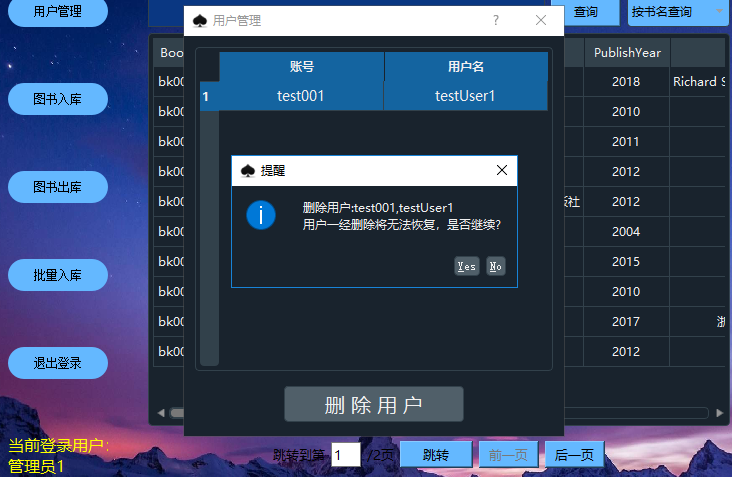 用户管理
图书入库
图书出库
批量入库
退出登录
当前登录用户:
管理员1
用户管理
?
账号 用户名
1 test001 testUser1
提醒
删除用户:test001,testUser1
用户一经删除将无法恢复，是否继续?
Yes No
删除用户
查询 按书名查询
Boo PublishYear
bk00 2018 Richard S
bk00 2010
bk00 2011
bk00 2012
bk00 版社 2012
bk00 2004
bk00 2015
bk00 2010
bk00 2017 浙
bk00 2012
跳转到第 1 /2页 跳转 前一页 后一页